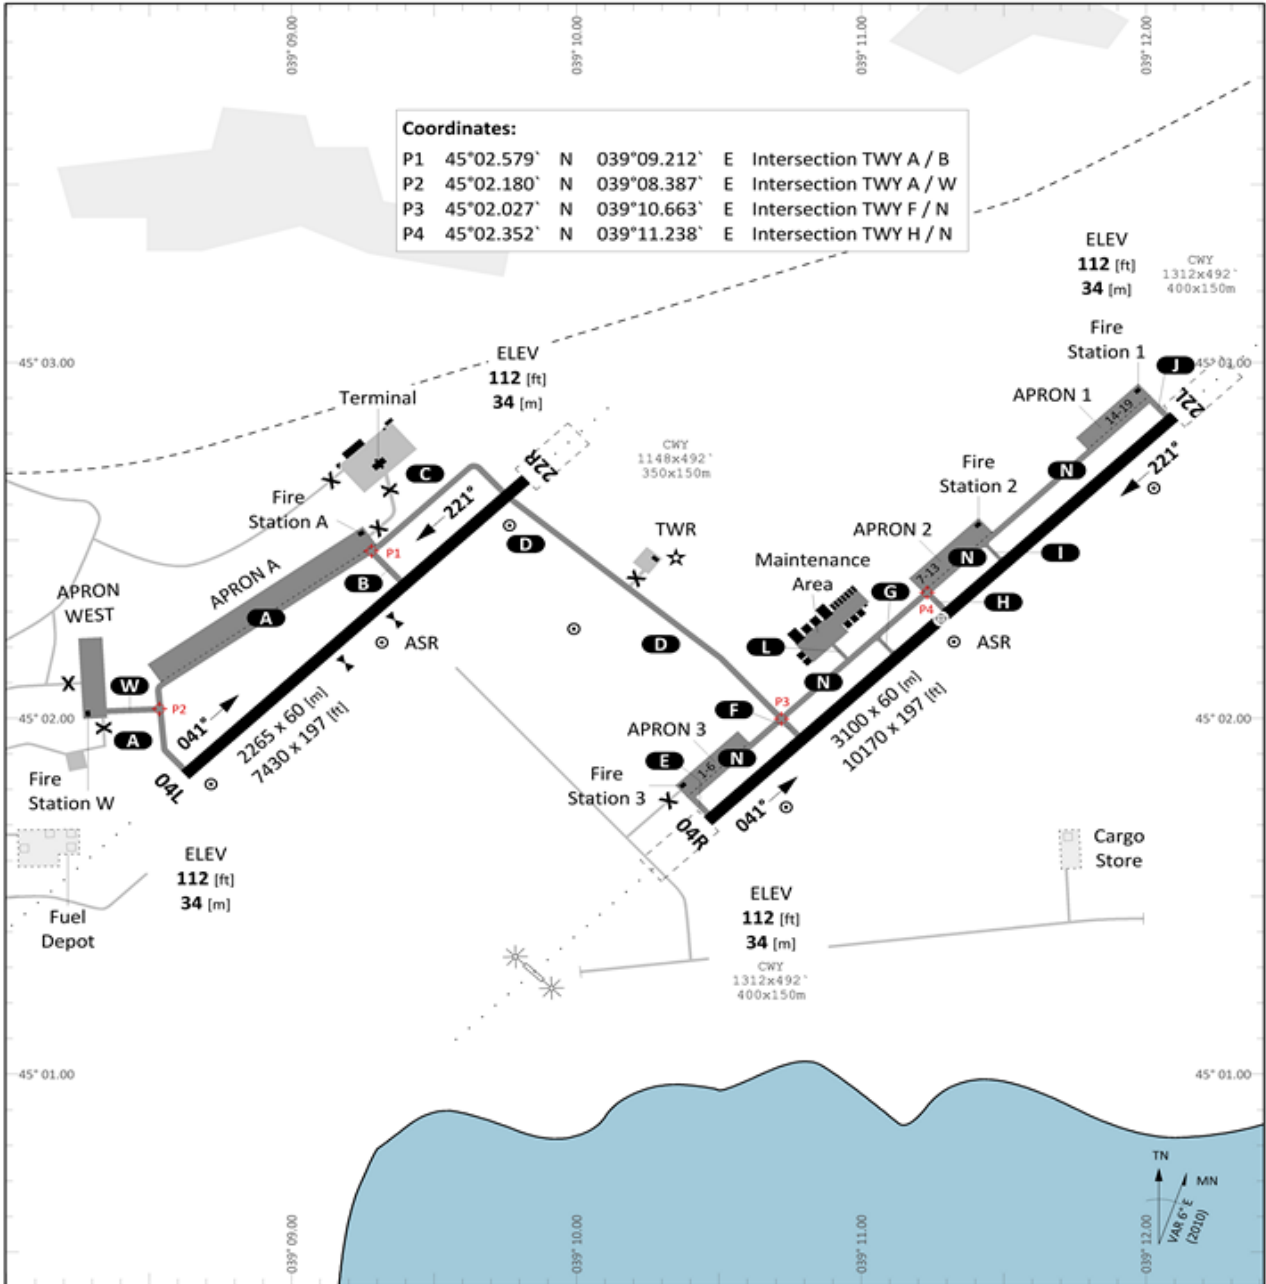 039° 09.00
039° 10.00
039° 11.00
039° 12.00
Coordinates:
P1 45°02.579` N 039°09.212` E Intersection TWY A / B
P2 45°02.180` N 039°08.387` E Intersection TWY A / W
P3 45°02.027` N 039°10.663` E Intersection TWY F / N
P4 45°02.352` N 039°11.238` E Intersection TWY H / N
ELEV
112 [ft]
34 [m]
CWY
1312x492`
400x150m
Fire
Station 1
45° 03.00
ELEV
112 [ft]
34 [m]
J
45° 03.00
Terminal
APRON 1
14-19
22L
C
22R
CWY
1148x492`
350x150m
Fire
Station 2
N
221°
Fire
Station A
221°
TWR
APRON 2
D
P1
Maintenance
Area
N
I
APRON
WEST
APRON A
B
7-13
G
P4
H
A
ASR
D
L
ASR
W
N
P2
P3
45° 02.00
F
45° 02.00
A
041°
2265 x 60 [m]
7430 x 197 [ft]
APRON 3
N
3100 x 60 [m]
10170 x 197 [ft]
E
1-6
Fire
Station W
04L
Fire
Station 3
04R
041°
Cargo
Store
ELEV
112 [ft]
34 [m]
Fuel
Depot
ELEV
112 [ft]
34 [m]
CWY
1312x492`
400x150m
45° 01.00
45° 01.00
TN
MN
VAR 6° E
(2010)
039° 09.00
039° 10.00
039° 11.00
039° 12.00